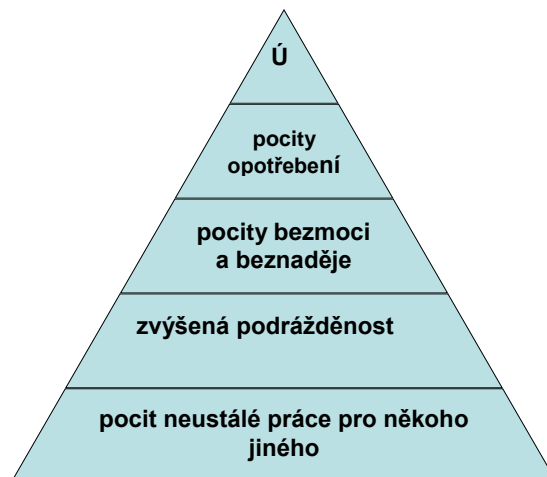 Ú
pocity
opotřebení
pocity bezmoci
a beznaděje
zvýšená podrážděnost
pocit neustálé práce pro někoho
jiného